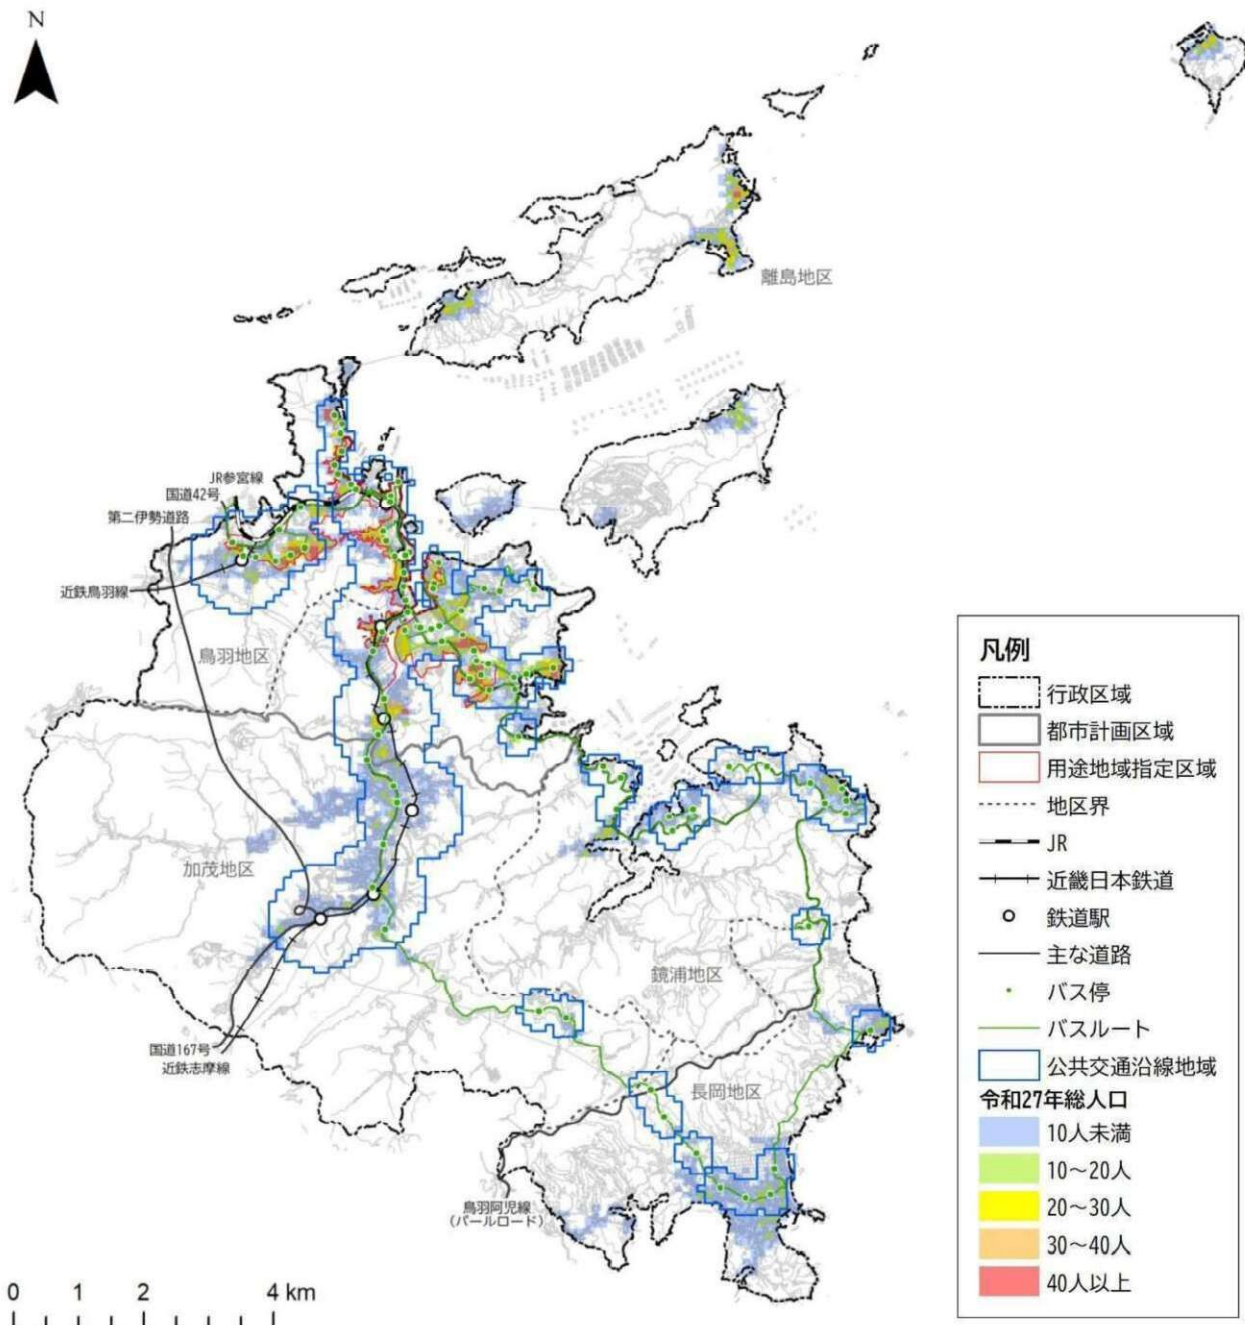 N
離島地区
JR参宮線
国道42号
第二伊勢道路
近鉄鳥羽線
鳥羽地区
加茂地区
鏡浦地区
国道167号
近鉄志摩線
長岡地区
鳥羽阿児線
(パールロード)
凡例
行政区域
都市計画区域
用途地域指定区域
地区界
JR
近畿日本鉄道
鉄道駅
主な道路
バス停
バスルート
公共交通沿線地域
令和27年総人口
10人未満
10～20人
20～30人
30～40人
40人以上
0 1 2 4 km